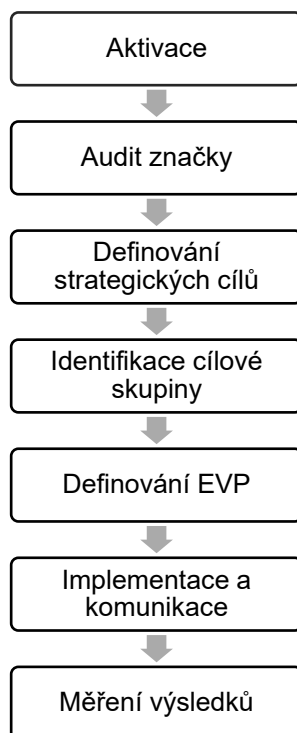 Aktivace
Audit značky
Definování
strategických cílů
Identifikace cílové
skupiny
Definování EVP
Implementace a
komunikace
Měření výsledků